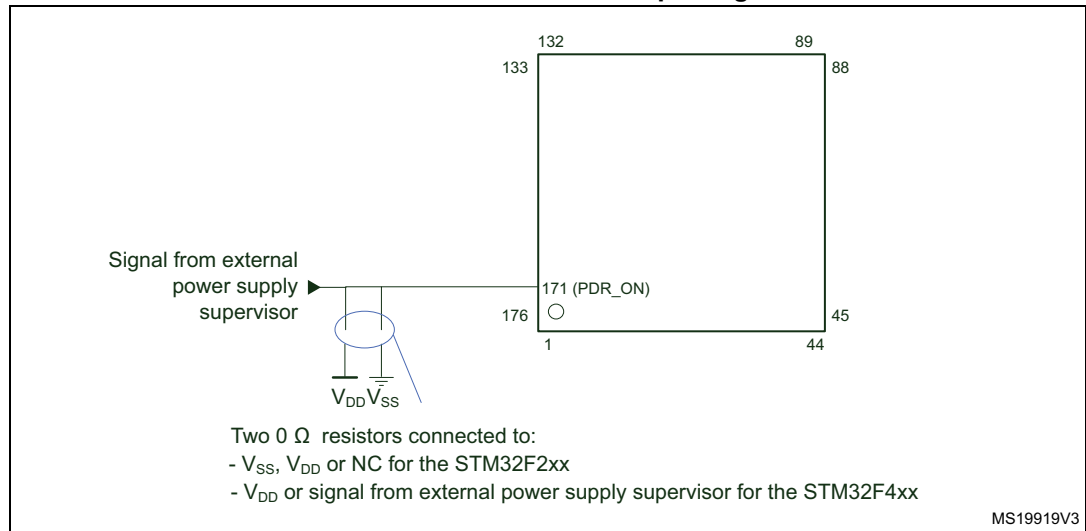 132
89
133
88
Signal from external
power supply
supervisor
171 (PDR_ON)
176
45
1
44
VDD VSS
Two 0 Ω resistors connected to:
- VSS, VDD or NC for the STM32F2xx
- VDD or signal from external power supply supervisor for the STM32F4xx
MS19919V3